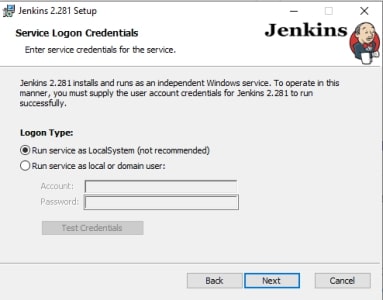 Jenkins 2.281 Setup
Service Logon Credentials
Enter service credentials for the service.
Jenkins
Jenkins 2.281 installs and runs as an independent Windows service. To operate in this
manner, you must supply the user account credentials for Jenkins 2.281 to run
successfully.
Logon Type:
Run service as LocalSystem (not recommended)
Run service as local or domain user:
Account:
Password:
Test Credentials
Back
Next
Cancel